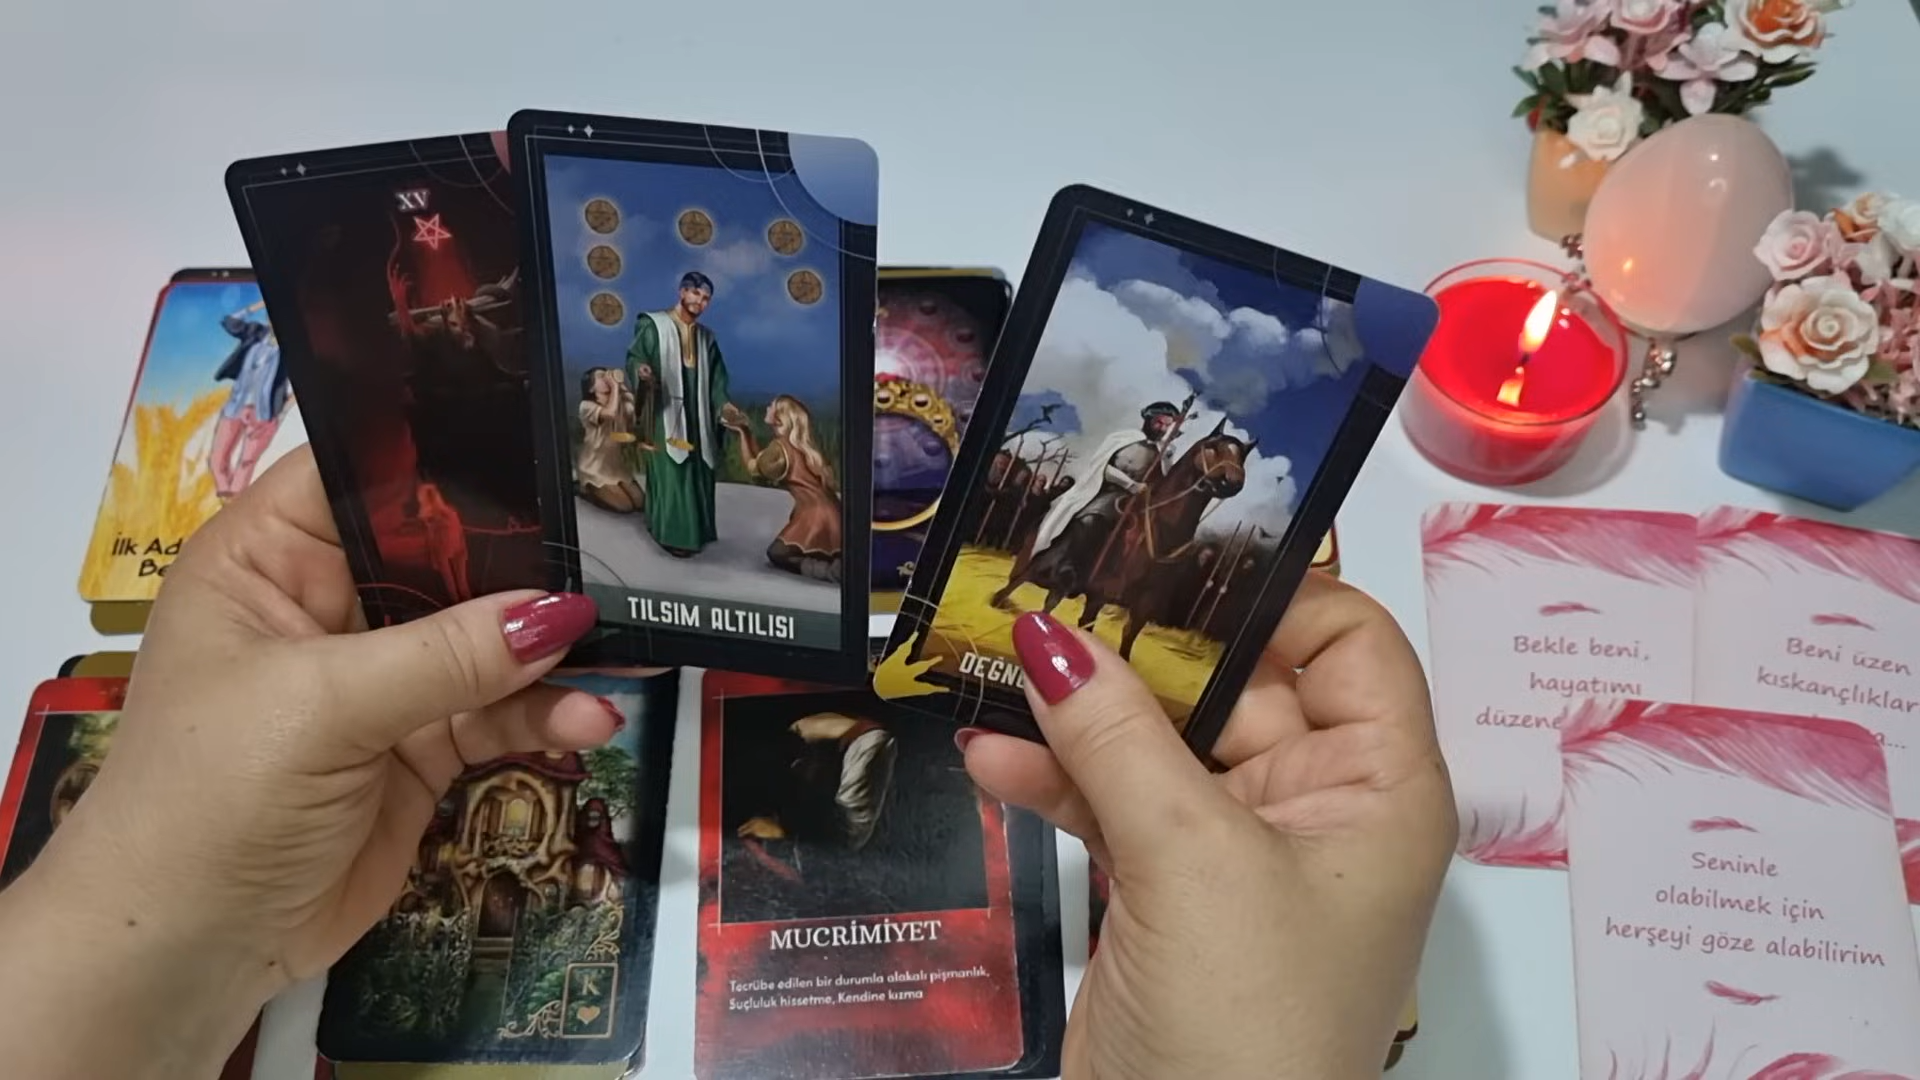 XV
TILSIM ALTILISI
İlk Ad
Be
Bekle beni,
hayatımı
düzene
Beni üzen
kıskançlıklar
Seninle
olabilmek için
herşeyi göze alabilirim
MUCRİMİYET
Tecrübe edilen bir durumla alakalı pişmanlık,
Suçluluk hissetme, Kendine kızma
K